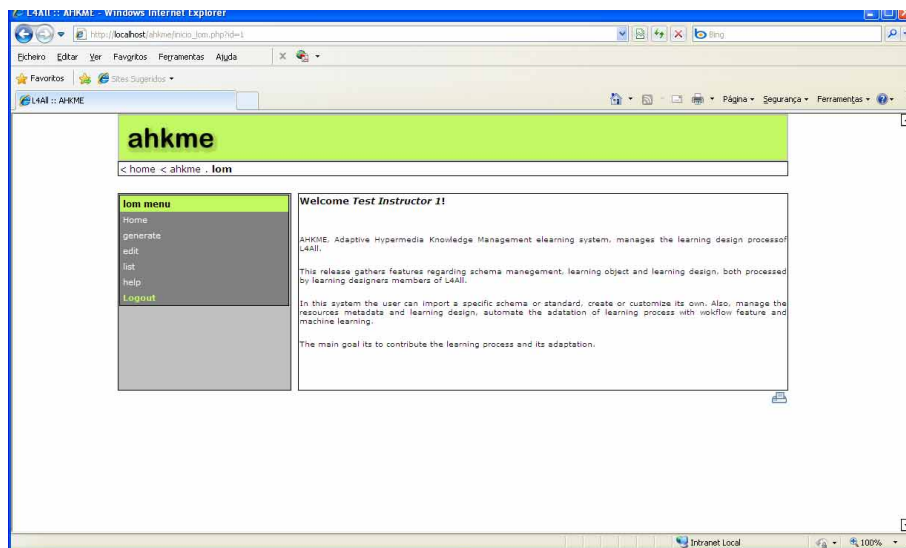 L4All :: AHKME - Windows Internet Explorer
http://localhost/ahkme/inicio_lom.php?id=1
Bing
Ficheiro Editar Ver Favoritos Ferramentas Ajuda
Favoritos Sites Sugeridos
L4All :: AHKME
Página Segurança Ferramentas
ahkme
< home < ahkme . lom
lom menu
Home
generate
edit
list
help
Logout
Welcome Test Instructor 1!
AHKME, Adaptive Hypermedia Knowledge Management elearning system, manages the learning design processof
L4All.
This release gathers features regarding schema manegement, learning object and learning design, both processed
by learning designers members of L4All.
In this system the user can import a specific schema or standard, create or customize its own. Also, manage the
resources metadata and learning design, automate the adatation of learning process with wokflow feature and
machine learning.
The main goal its to contribute the learning process and its adaptation.
Intranet Local
100%